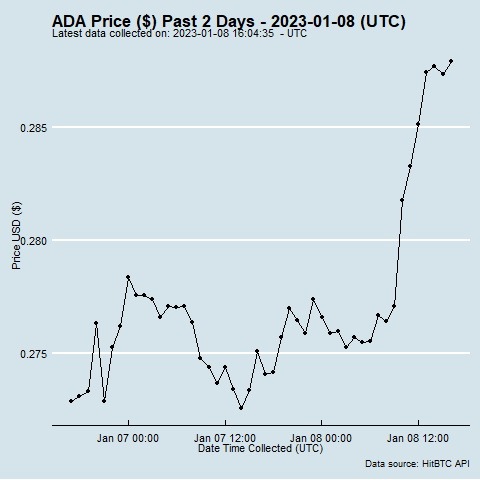 ADA Price ($) Past 2 Days - 2023-01-08 (UTC)
Latest data collected on: 2023-01-08 16:04:35  - UTC
0.285
0.280
0.275
Price USD ($)
Jan 07 00:00
Jan 07 12:00
Jan 08 00:00
Jan 08 12:00
Date Time Collected (UTC)
Data source: HitBTC API